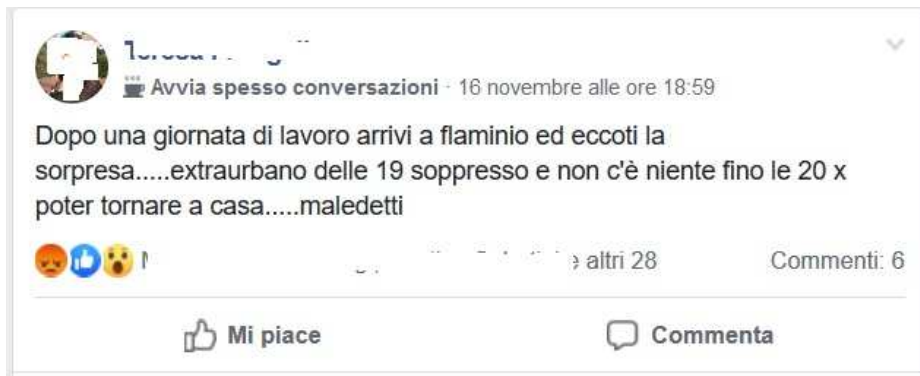 Avvia spesso conversazioni · 16 novembre alle ore 18:59
Dopo una giornata di lavoro arrivi a flaminio ed eccoti la
sorpresa.....extraurbano delle 19 soppresso e non c'è niente fino le 20 x
poter tornare a casa.....maledetti
e altri 28 Commenti: 6
Mi piace Commenta